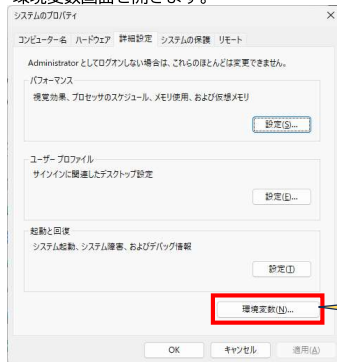 環境変数画面を開きます。
システムのプロパティ
コンピューター名 ハードウェア 詳細設定 システムの保護 リモート
Administrator としてログオンしない場合は、これらのほとんどは変更できません。
パフォーマンス
視覚効果、プロセッサのスケジュール、メモリ使用、および仮想メモリ
設定(S)...
ユーザー プロファイル
サインインに関連したデスクトップ設定
設定(E)...
起動と回復
システム起動、システム障害、およびデバッグ情報
設定(T)
環境変数(N)...
OK キャンセル 適用(A)